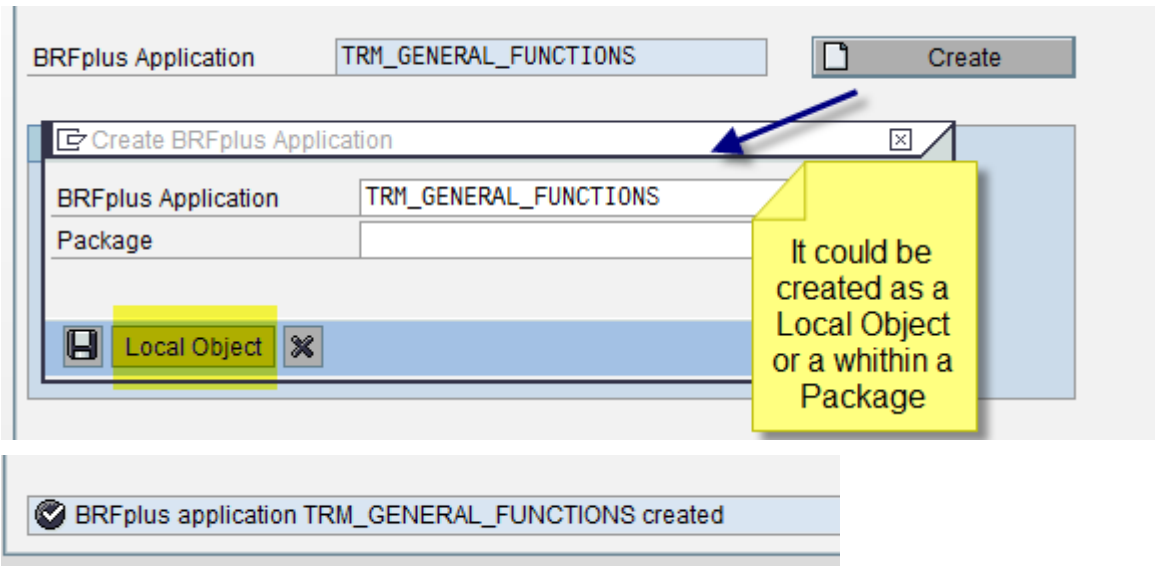 BRFplus Application TRM_GENERAL_FUNCTIONS Create
Create BRFplus Application
BRFplus Application TRM_GENERAL_FUNCTIONS
Package
Local Object
It could be
created as a
Local Object
or a whithin a
Package
BRFplus application TRM_GENERAL_FUNCTIONS created